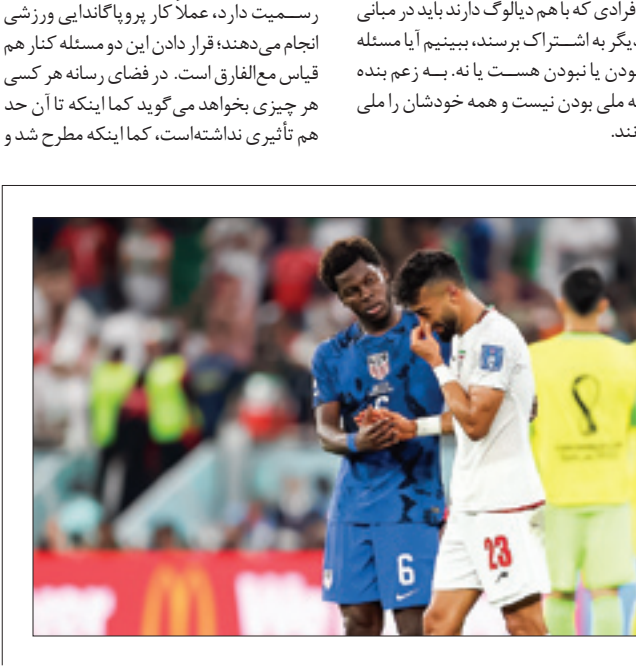 فرادی که با هم دیالوگ دارند باید در مبانی
دیگر به اشتراک برسند، ببینیم آیا مسئله
بودن یا نبودن هست یا نه. به زعم بنده
ه ملی بودن نیست و همه خودشان را ملی
نند.
رسمیت دارد، عملاً کار پروپاگاندایی ورزشی
انجام می‌دهند؛ قرار دادن این دو مسئله کنار هم
قیاس مع‌الفارق است. در فضای رسانه هر کسی
هر چیزی بخواهد می‌گوید کما اینکه تا آن حد
هم تأثیری نداشته‌است، کما اینکه مطرح شد و
6
23